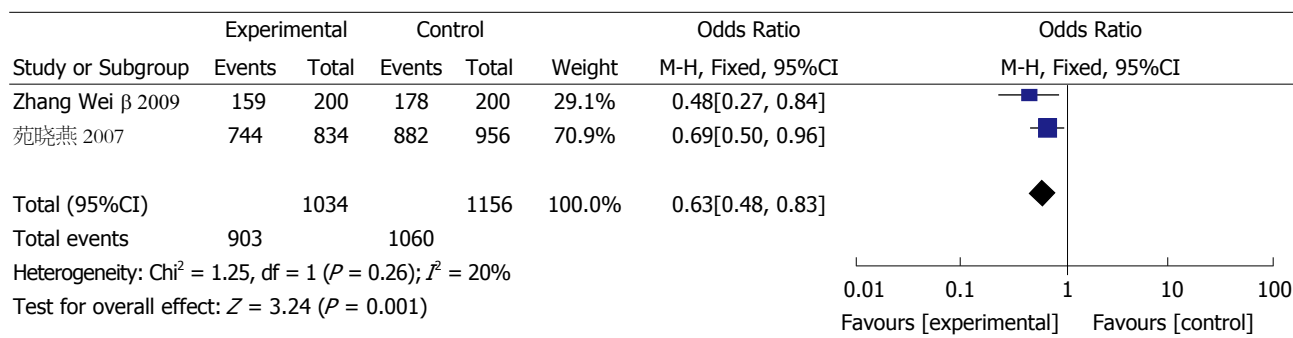 Experimental Control Odds Ratio Odds Ratio
Study or Subgroup Events Total Events Total Weight M-H, Fixed, 95%CI M-H, Fixed, 95%CI
Zhang Wei β 2009 159 200 178 200 29.1% 0.48[0.27, 0.84]
苑晓燕 2007 744 834 882 956 70.9% 0.69[0.50, 0.96]
Total (95%CI) 1034 1156 100.0% 0.63[0.48, 0.83]
Total events 903 1060
Heterogeneity: Chi² = 1.25, df = 1 (P = 0.26); I² = 20%
Test for overall effect: Z = 3.24 (P = 0.001)
0.01 0.1 1 10 100
Favours [experimental] Favours [control]